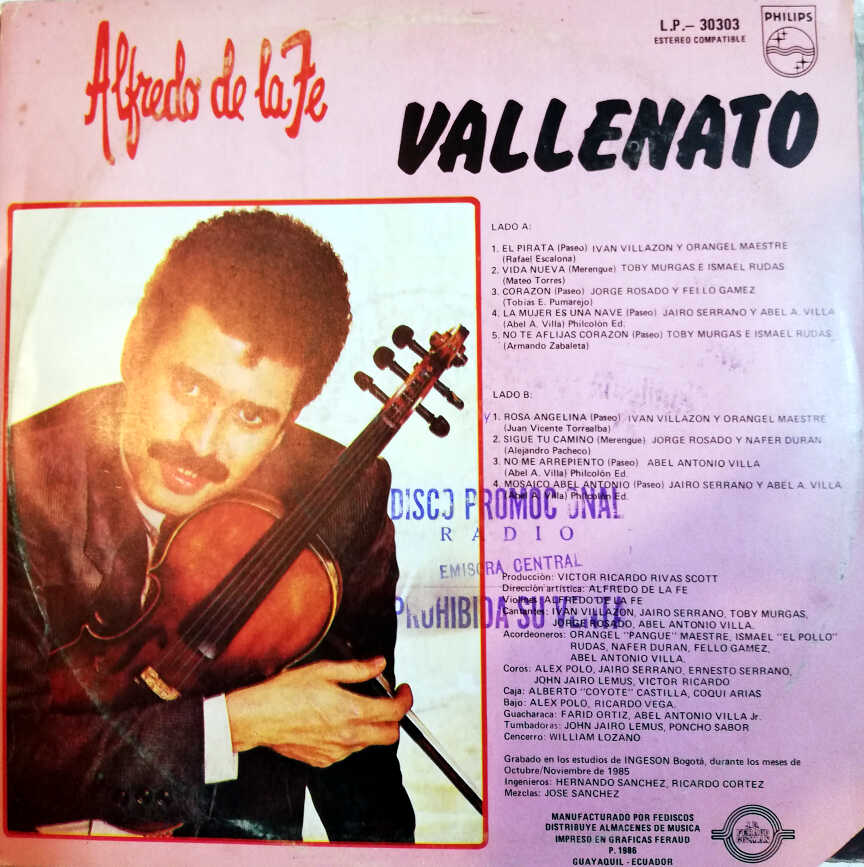 Alfredo de la Fe
VALLENATO
L.P.- 30303
ESTEREO COMPATIBLE
PHILIPS
LADO A:
1. EL PIRATA (Paseo) IVAN VILLAZON Y ORANGEL MAESTRE
(Rafael Escalona)
2. VIDA NUEVA (Merengue) TOBY MURGAS E ISMAEL RUDAS
(Mateo Torres)
3. CORAZON (Paseo) JORGE ROSADO Y FELLO GAMEZ
(Tobías E. Pumarejo)
4. LA MUJER ES UNA NAVE (Paseo) JAIRO SERRANO Y ABEL A. VILLA
(Abel A. Villa) Philcolón Ed.
5. NO TE AFLIJAS CORAZON (Paseo) TOBY MURGAS E ISMAEL RUDAS
(Armando Zabaleta)
LADO B:
1. ROSA ANGELINA (Paseo) IVAN VILLAZON Y ORANGEL MAESTRE
(Juan Vicente Torrealba)
2. SIGUE TU CAMINO (Merengue) JORGE ROSADO Y NAFER DURAN
(Alejandro Pacheco)
3. NO ME ARREPIENTO (Paseo) ABEL ANTONIO VILLA
(Abel A. Villa) Philcolón Ed.
4. MOSAICO ABEL ANTONIO (Paseo) JAIRO SERRANO Y ABEL A. VILLA
(Abel A. Villa) Philcolón Ed.
DISCO PROMOCIONAL
RADIO
EMISORA CENTRAL
PROHIBIDA SU VENTA
Producción: VICTOR RICARDO RIVAS SCOTT
Dirección artística: ALFREDO DE LA FE
Violines: ALFREDO DE LA FE
Cantantes: IVAN VILLAZON, JAIRO SERRANO, TOBY MURGAS,
JORGE ROSADO, ABEL ANTONIO VILLA.
Acordeoneros: ORANGEL "PANGUE" MAESTRE, ISMAEL "EL POLLO"
RUDAS, NAFER DURAN, FELLO GAMEZ,
ABEL ANTONIO VILLA.
Coros: ALEX POLO, JAIRO SERRANO, ERNESTO SERRANO,
JOHN JAIRO LEMUS, VICTOR RICARDO
Caja: ALBERTO "COYOTE" CASTILLA, COQUI ARIAS
Bajo: ALEX POLO, RICARDO VEGA.
Guacharaca: FARID ORTIZ, ABEL ANTONIO VILLA Jr.
Tumbadoras: JOHN JAIRO LEMUS, PONCHO SABOR
Cencerro: WILLIAM LOZANO
Grabado en los estudios de INGESON Bogotá, durante los meses de
Octubre/Noviembre de 1985
Ingenieros: HERNANDO SANCHEZ, RICARDO CORTEZ
Mezclas: JOSE SANCHEZ
MANUFACTURADO POR FEDISCOS
DISTRIBUYE ALMACENES DE MUSICA
IMPRESO EN GRAFICAS FERAUD
P. 1986
GUAYAQUIL - ECUADOR